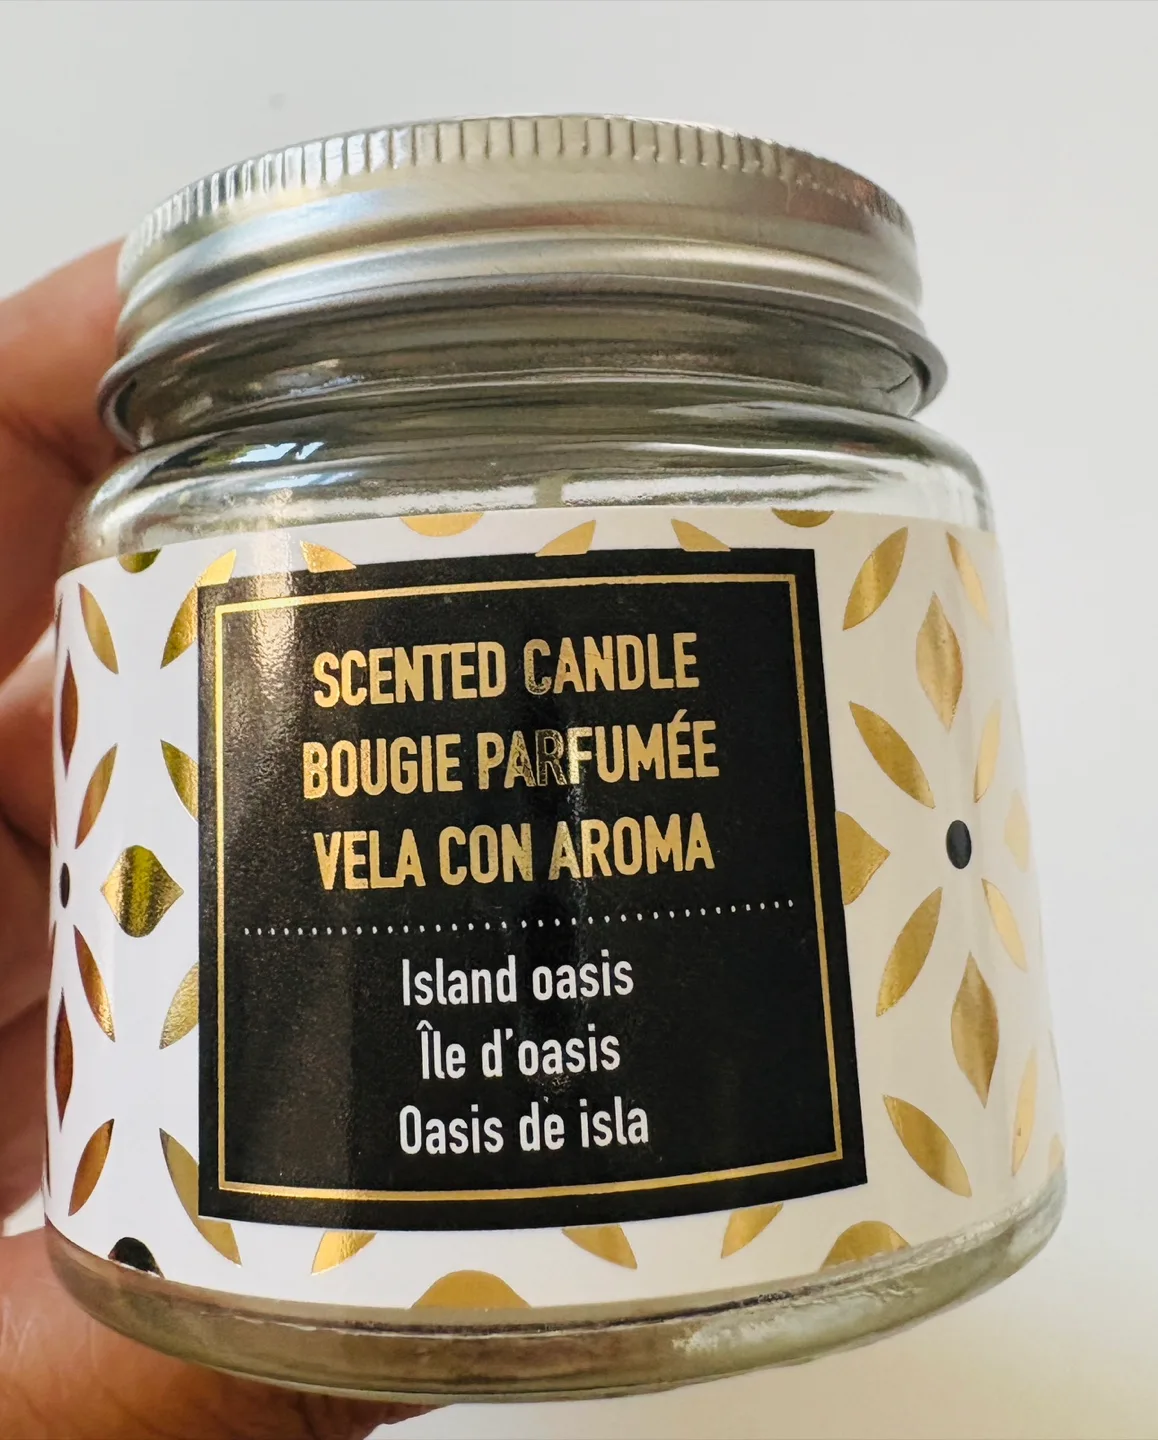 SCENTED CANDLE
BOUGIE PARFUMÉE
VELA CON AROMA
Island oasis
Île d'oasis
Oasis de isla